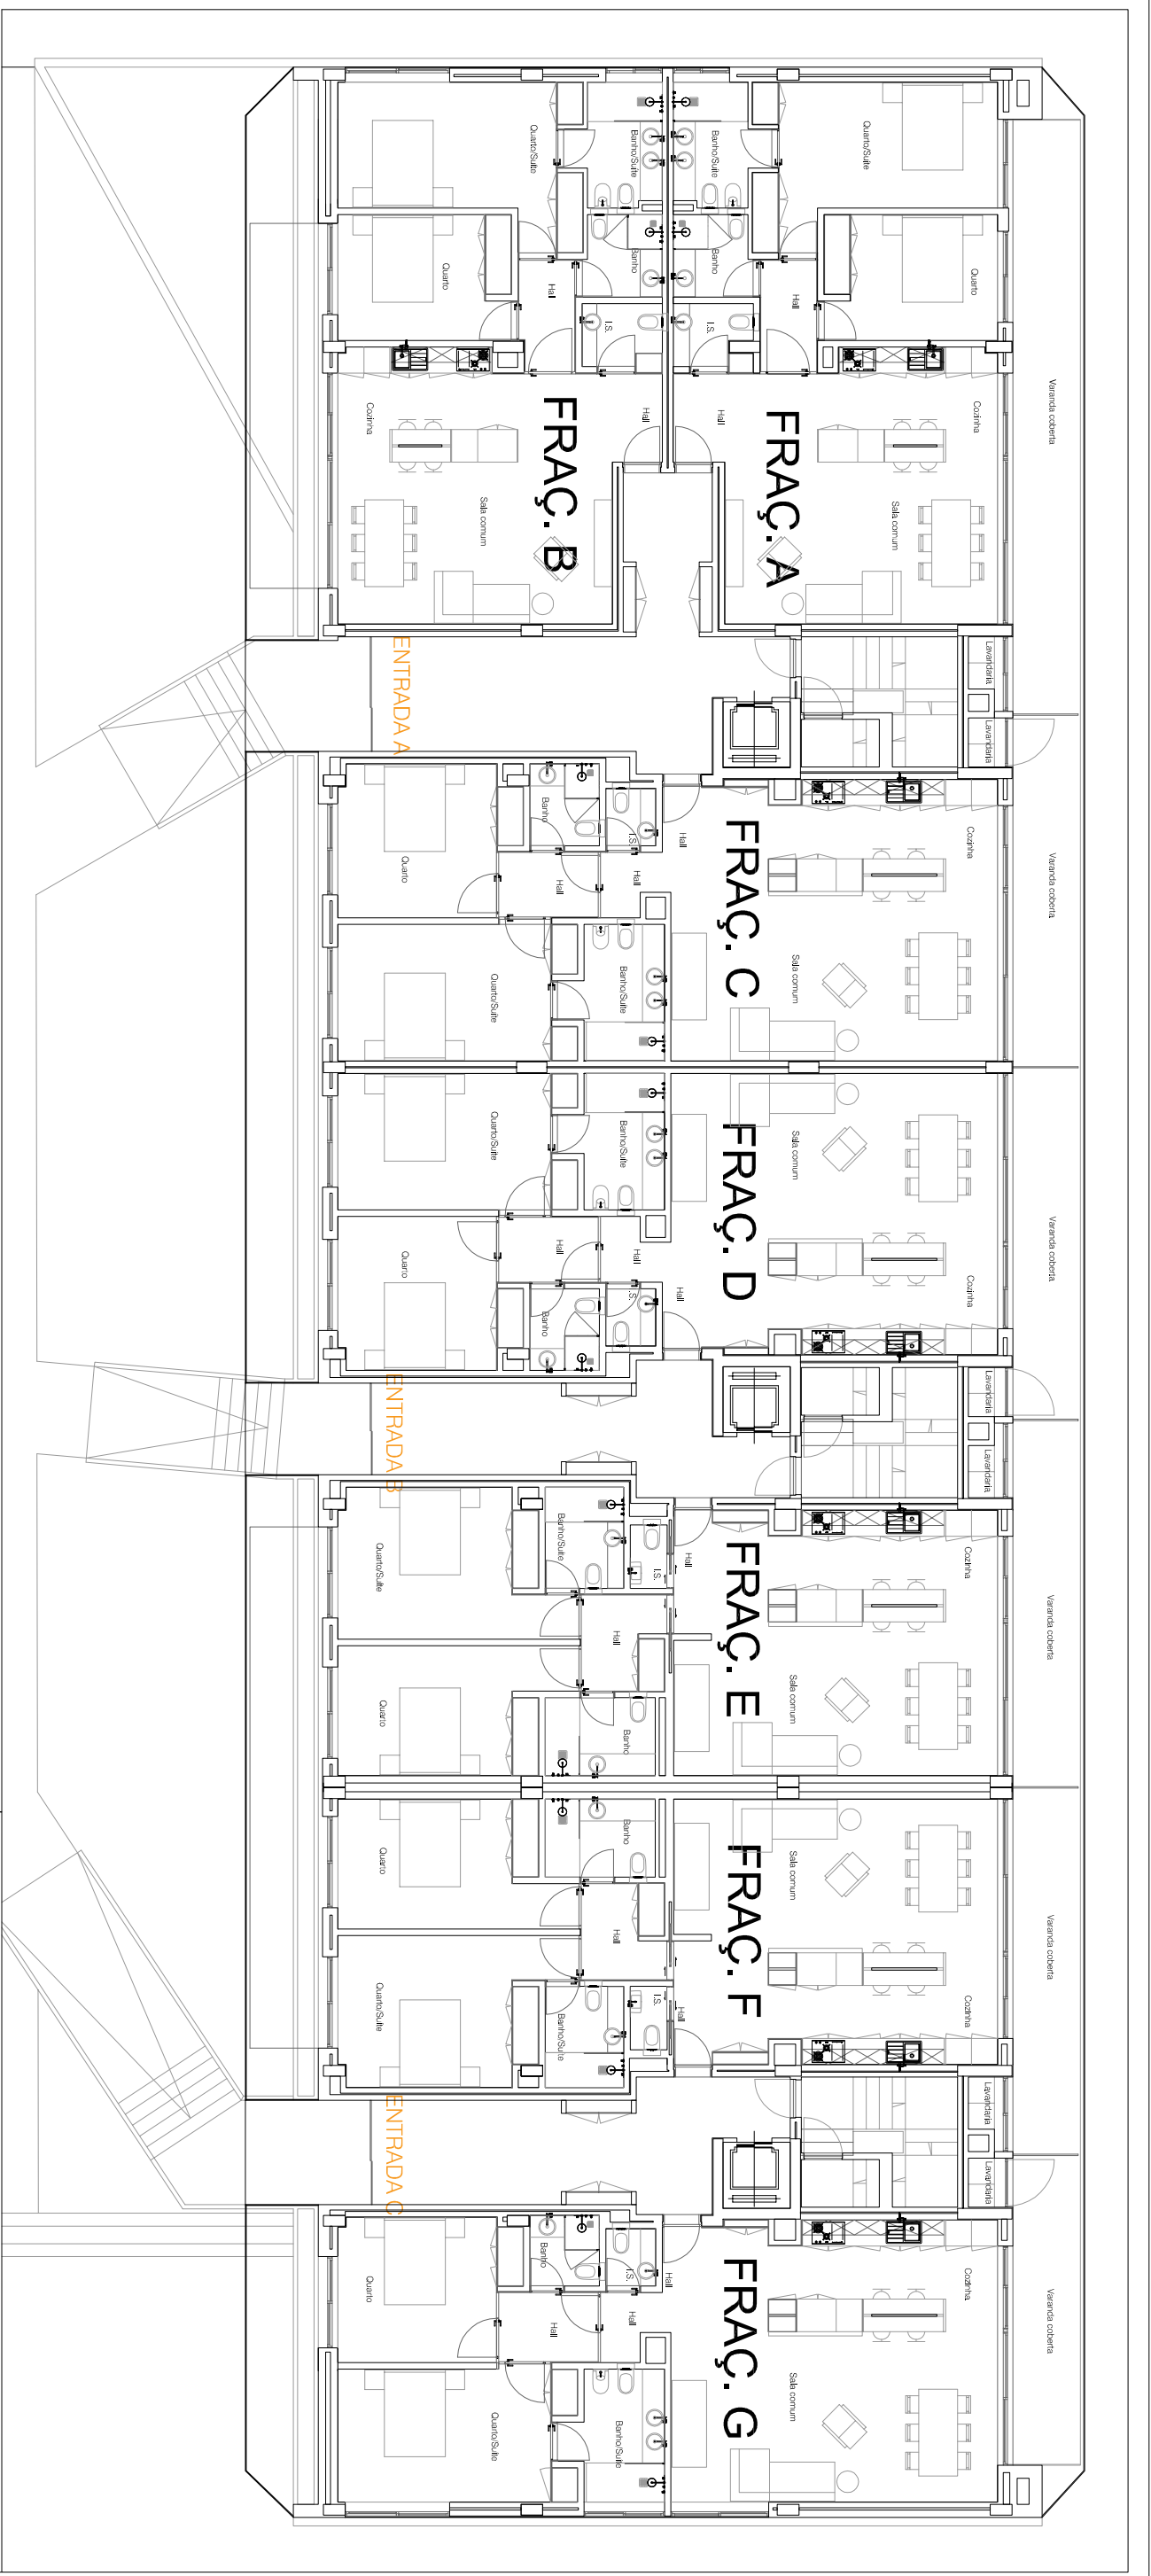 Quarto/Suite
Banho/Suite
Banho/Suite
Quarto/Suite
Quarto
Hall
Banho
Banho
Hall
Quarto
I.S.
I.S.
Cozinha
FRAÇ. B
Hall
Hall
FRAÇ. A
Cozinha
Varanda coberta
Sala comum
Sala comum
ENTRADA A
Lavandaria
Lavandaria
Quarto
Banho
Hall
I.S.
Hall
Hall
FRAÇ. C
Cozinha
Varanda coberta
Quarto/Suite
Banho/Suite
Sala comum
Quarto/Suite
Banho/Suite
FRAÇ. D
Sala comum
Varanda coberta
Quarto
Banho
Hall
I.S.
Hall
Hall
Cozinha
ENTRADA B
Lavandaria
Lavandaria
Quarto/Suite
Banho/Suite
I.S.
Hall
Hall
FRAÇ. E
Cozinha
Varanda coberta
Quarto
Banho
Sala comum
Quarto
Banho
FRAÇ. F
Sala comum
Varanda coberta
Quarto/Suite
Banho/Suite
Hall
I.S.
Hall
Cozinha
ENTRADA C
Lavandaria
Lavandaria
Quarto
Banho
Hall
I.S.
Hall
Hall
FRAÇ. G
Cozinha
Varanda coberta
Quarto/Suite
Banho/Suite
Sala comum